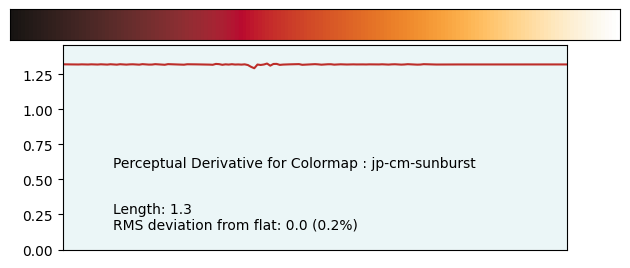 1.25
1.00
0.75
Perceptual Derivative for Colormap : jp-cm-sunburst
0.50
0.25
Length: 1.3
RMS deviation from flat: 0.0 (0.2%)
0.00